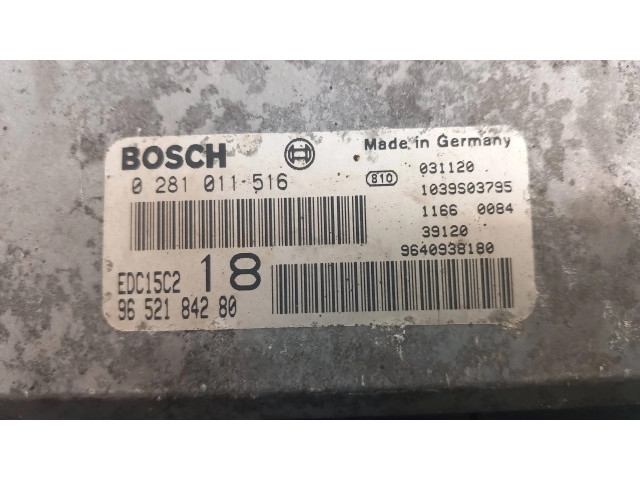 BOSCH
Made in Germany
0 281 011 516
810
031120
1039S03795
1166 0084
39120
9640938180
EDC15C2 18
96 521 842 80